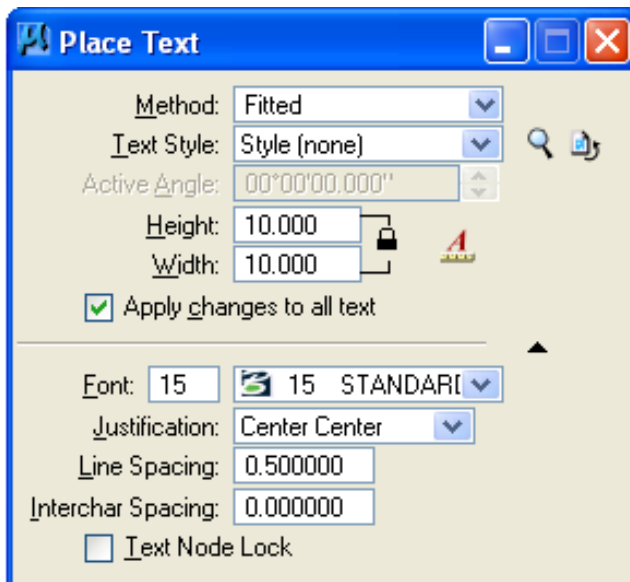 Place Text
Method: Fitted
Text Style: Style (none)
Active Angle: 00°00'00.000"
Height: 10.000
Width: 10.000
Apply changes to all text
Font: 15 15 STANDARD
Justification: Center Center
Line Spacing: 0.500000
Interchar Spacing: 0.000000
Text Node Lock